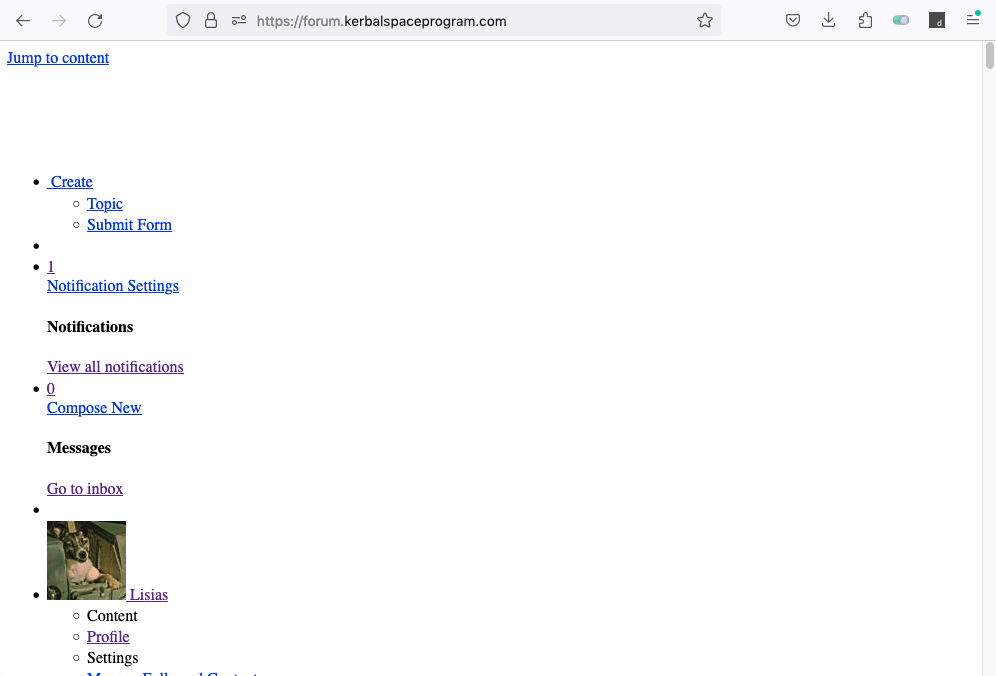 https://forum.kerbalspaceprogram.com
d
Jump to content
Create
Topic
Submit Form
1
Notification Settings
Notifications
View all notifications
0
Compose New
Messages
Go to inbox
Lisias
Content
Profile
Settings